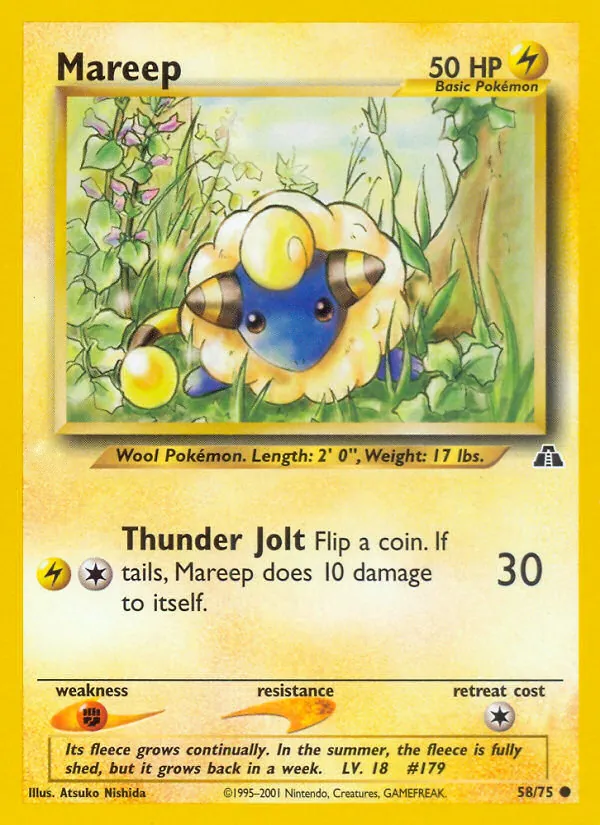 Mareep
50 HP
Basic Pokémon
Wool Pokémon. Length: 2' 0", Weight: 17 lbs.
Thunder Jolt Flip a coin. If
tails, Mareep does 10 damage
to itself.
30
weakness
resistance
retreat cost
Its fleece grows continually. In the summer, the fleece is fully
shed, but it grows back in a week. LV. 18 #179
Illus. Atsuko Nishida
©1995-2001 Nintendo, Creatures, GAMEFREAK.
58/75